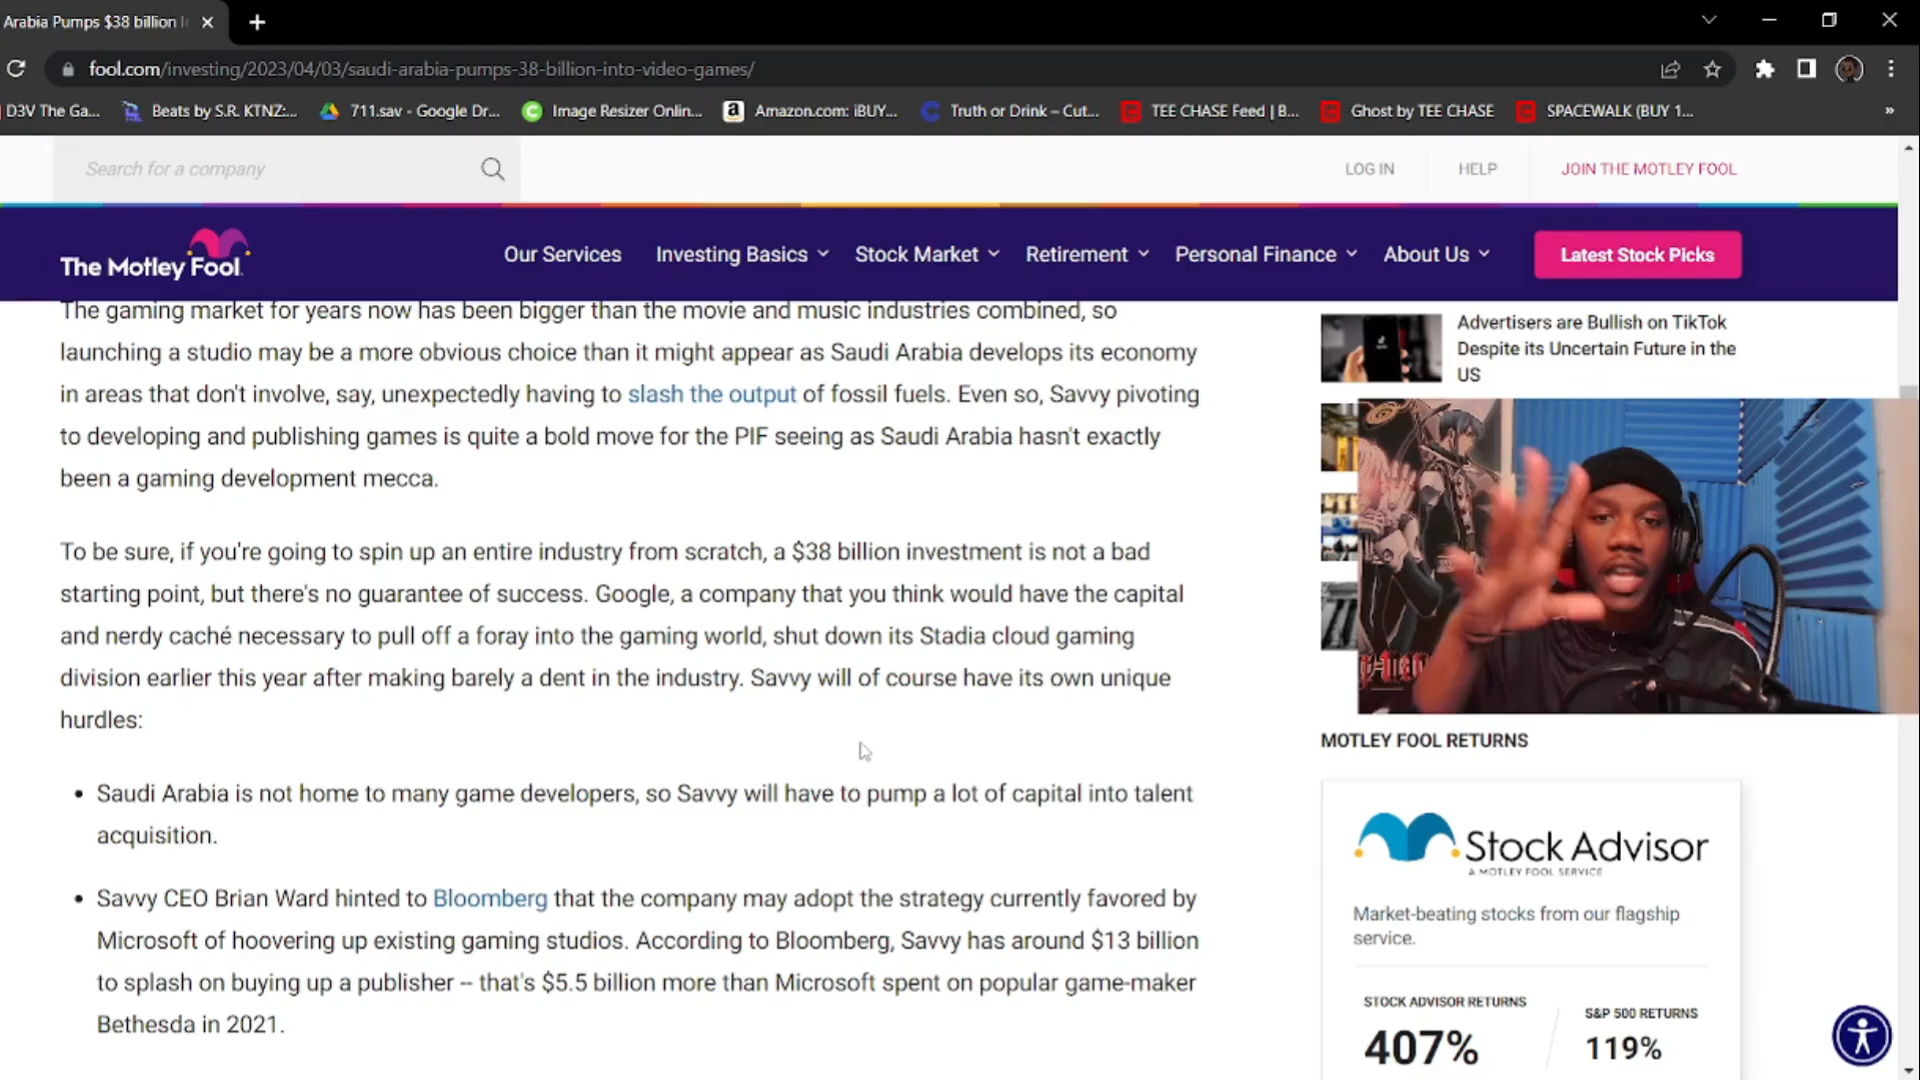 Arabia Pumps $38 billion I
fool.com/investing/2023/04/03/saudi-arabia-pumps-38-billion-into-video-games/
D3V The Ga... Beats by S.R. KTNZ:... 711.sav - Google Dr... Image Resizer Onlin... Amazon.com: iBUY... Truth or Drink – Cut... TEE CHASE Feed | B... Ghost by TEE CHASE SPACEWALK (BUY 1... »
Search for a company
LOG IN HELP JOIN THE MOTLEY FOOL
The Motley Fool. Our Services Investing Basics Stock Market Retirement Personal Finance About Us Latest Stock Picks
The gaming market for years now has been bigger than the movie and music industries combined, so
launching a studio may be a more obvious choice than it might appear as Saudi Arabia develops its economy
in areas that don't involve, say, unexpectedly having to slash the output of fossil fuels. Even so, Savvy pivoting
to developing and publishing games is quite a bold move for the PIF seeing as Saudi Arabia hasn't exactly
been a gaming development mecca.
To be sure, if you're going to spin up an entire industry from scratch, a $38 billion investment is not a bad
starting point, but there's no guarantee of success. Google, a company that you think would have the capital
and nerdy caché necessary to pull off a foray into the gaming world, shut down its Stadia cloud gaming
division earlier this year after making barely a dent in the industry. Savvy will of course have its own unique
hurdles:
• Saudi Arabia is not home to many game developers, so Savvy will have to pump a lot of capital into talent
acquisition.
• Savvy CEO Brian Ward hinted to Bloomberg that the company may adopt the strategy currently favored by
Microsoft of hoovering up existing gaming studios. According to Bloomberg, Savvy has around $13 billion
to splash on buying up a publisher -- that's $5.5 billion more than Microsoft spent on popular game-maker
Bethesda in 2021.
Advertisers are Bullish on TikTok
Despite its Uncertain Future in the
US
MOTLEY FOOL RETURNS
Stock Advisor
A MOTLEY FOOL SERVICE
Market-beating stocks from our flagship
service.
STOCK ADVISOR RETURNS
407%
S&P 500 RETURNS
119%